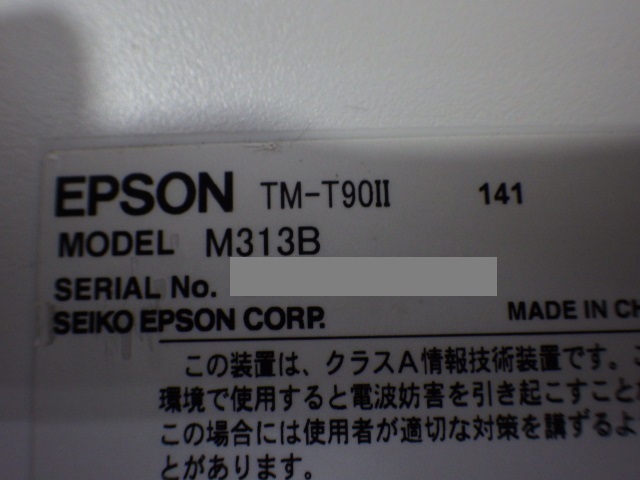 EPSON TM-T90II 141
MODEL M313B
SERIAL No.
SEIKO EPSON CORP.
MADE IN CH
この装置は、クラスA情報技術装置です。こ
環境で使用すると電波妨害を引き起こすこと
この場合には使用者が適切な対策を講ずるよ
とがあります。